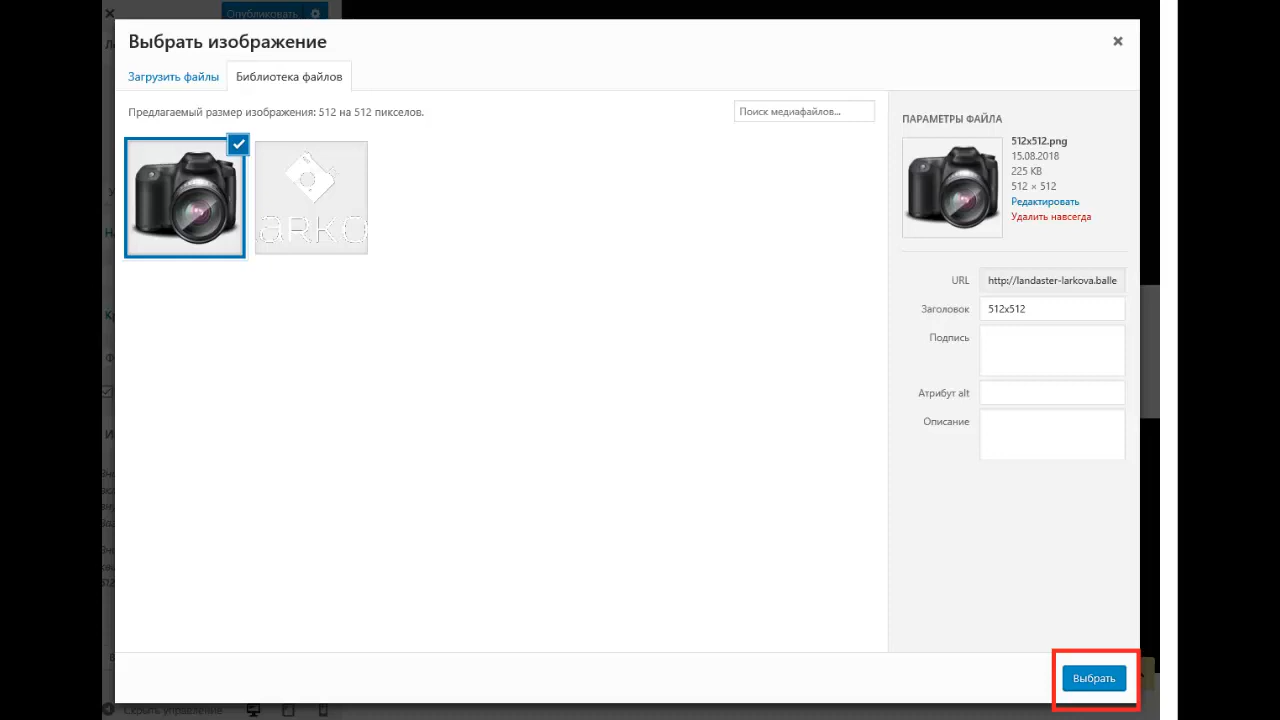 Опубликовать
Выбрать изображение
Загрузить файлы
Библиотека файлов
Предлагаемый размер изображения: 512 на 512 пикселов.
Поиск медиафайлов...
ARKO
ПАРАМЕТРЫ ФАЙЛА
512x512.png
15.08.2018
225 KB
512 × 512
Редактировать
Удалить навсегда
URL
http://landaster-larkova.balle
Заголовок
512x512
Подпись
Атрибут alt
Описание
Выбрать
Скрыть управление